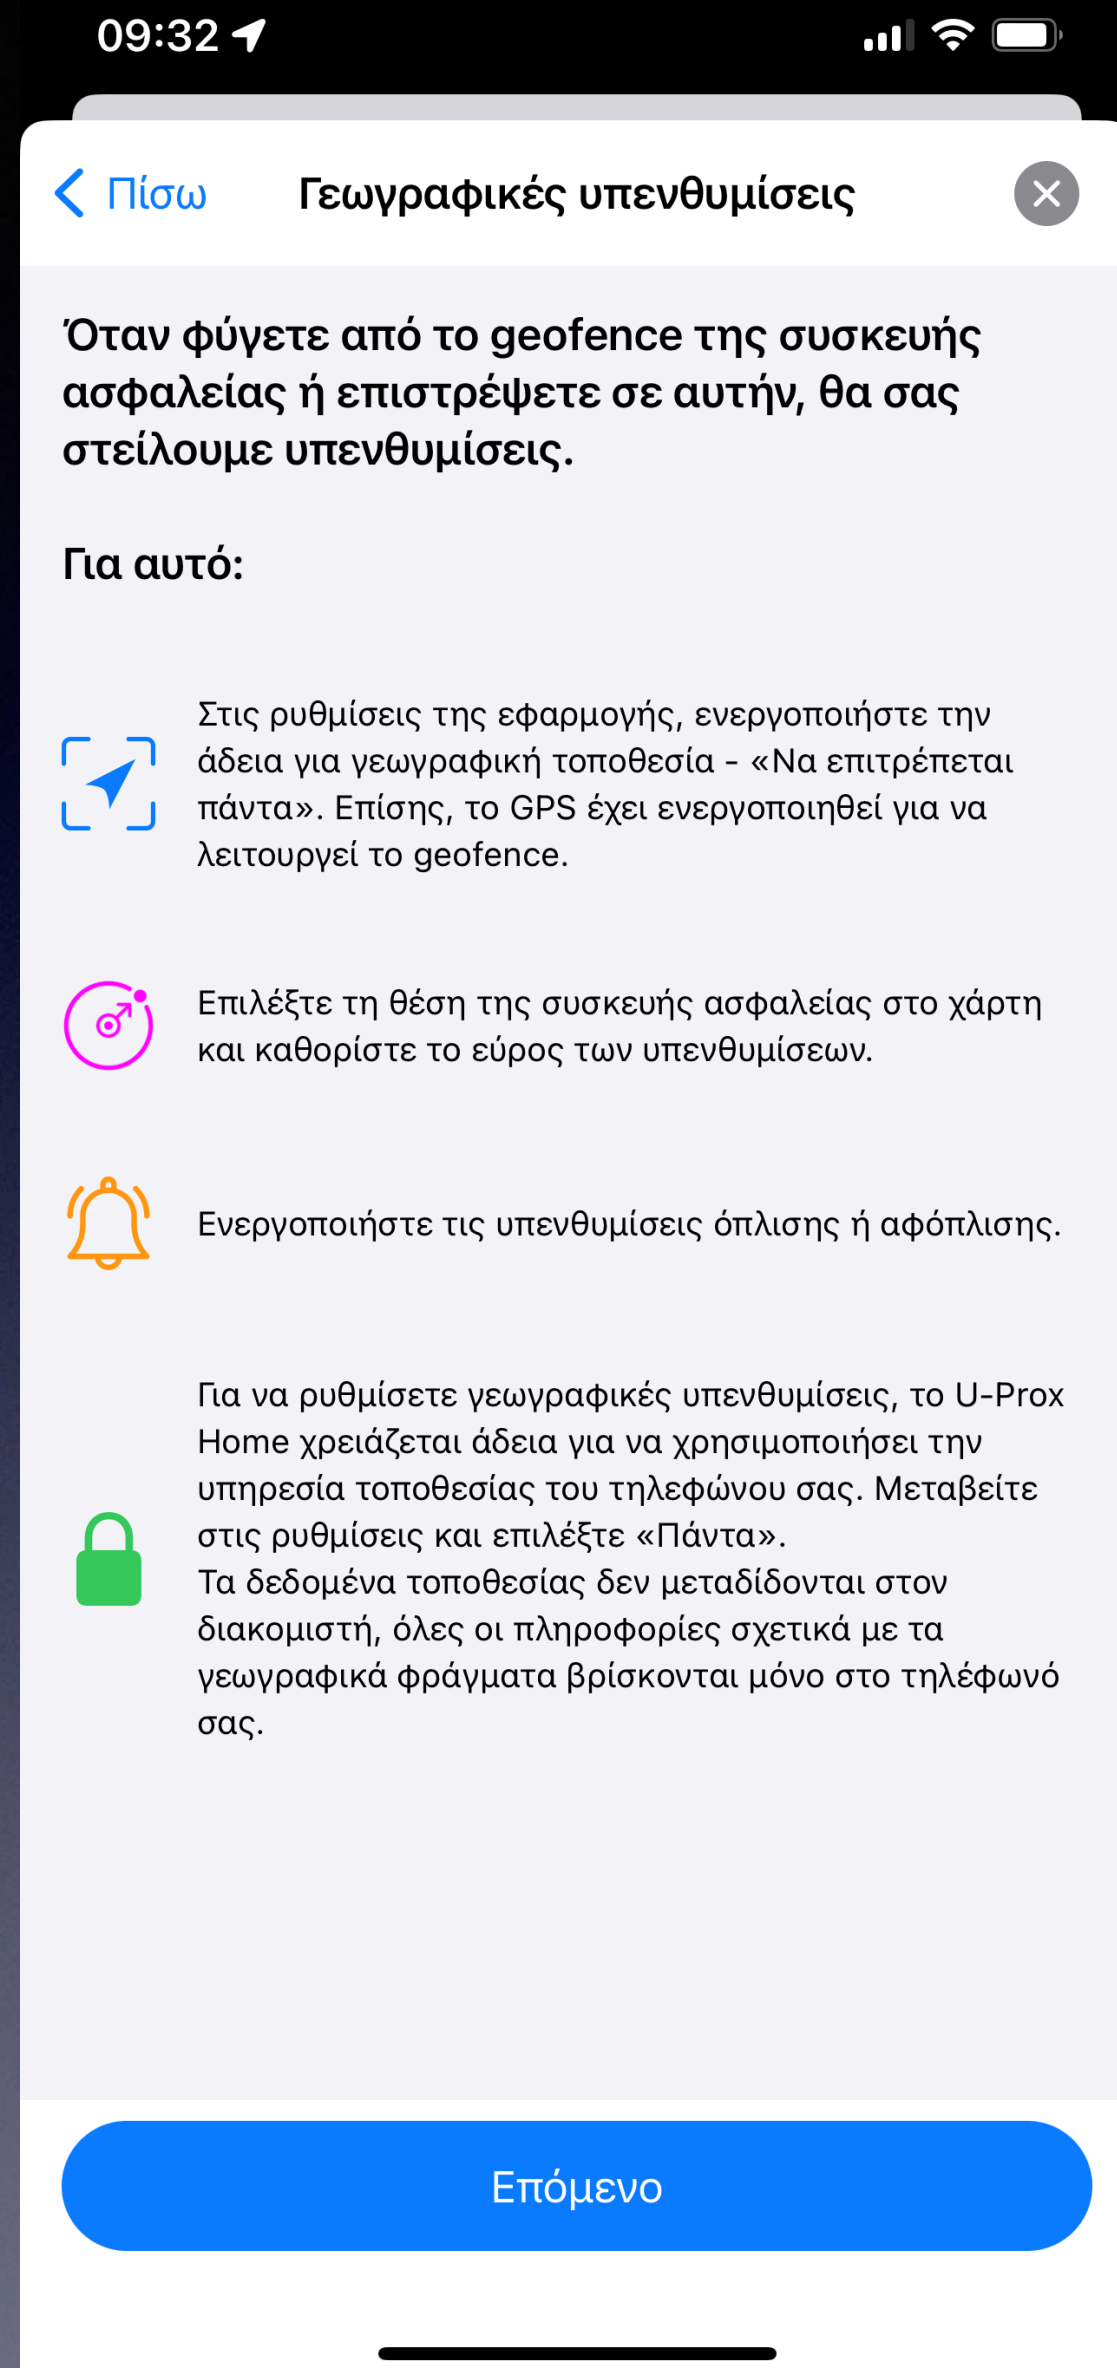 09:32
Πίσω
Γεωγραφικές υπενθυμίσεις
Όταν φύγετε από το geofence της συσκευής
ασφαλείας ή επιστρέψετε σε αυτήν, θα σας
στείλουμε υπενθυμίσεις.
Για αυτό:
Στις ρυθμίσεις της εφαρμογής, ενεργοποιήστε την
άδεια για γεωγραφική τοποθεσία - «Να επιτρέπεται
πάντα». Επίσης, το GPS έχει ενεργοποιηθεί για να
λειτουργεί το geofence.
Επιλέξτε τη θέση της συσκευής ασφαλείας στο χάρτη
και καθορίστε το εύρος των υπενθυμίσεων.
Ενεργοποιήστε τις υπενθυμίσεις όπλισης ή αφόπλισης.
Για να ρυθμίσετε γεωγραφικές υπενθυμίσεις, το U-Prox
Home χρειάζεται άδεια για να χρησιμοποιήσει την
υπηρεσία τοποθεσίας του τηλεφώνου σας. Μεταβείτε
στις ρυθμίσεις και επιλέξτε «Πάντα».
Τα δεδομένα τοποθεσίας δεν μεταδίδονται στον
διακομιστή, όλες οι πληροφορίες σχετικά με τα
γεωγραφικά φράγματα βρίσκονται μόνο στο τηλέφωνό
σας.
Επόμενο